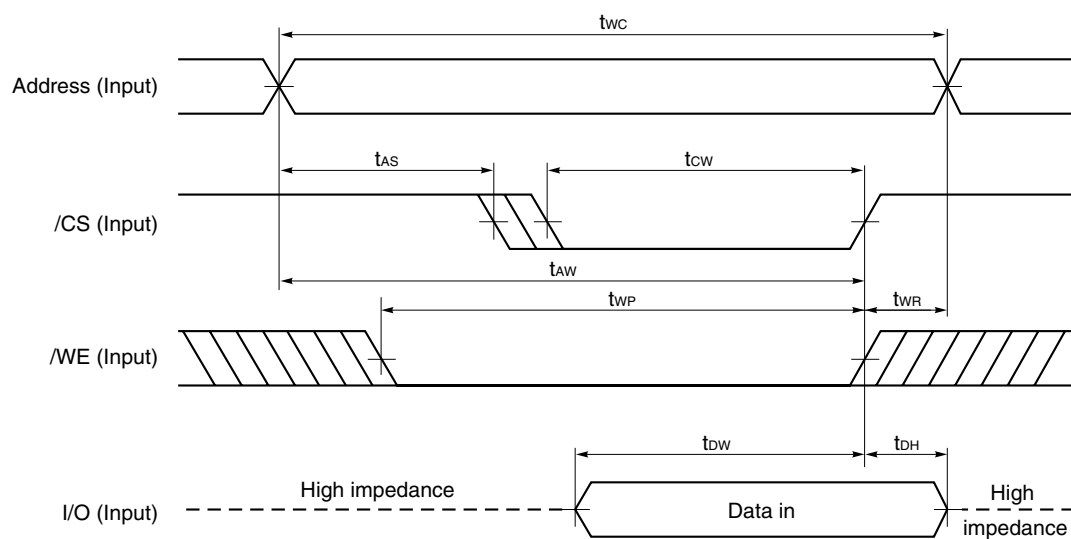 tWC
Address (Input)
tAS
tCW
/CS (Input)
tAW
tWP
tWR
/WE (Input)
tDW
tDH
High impedance
Data in
High
impedance
I/O (Input)